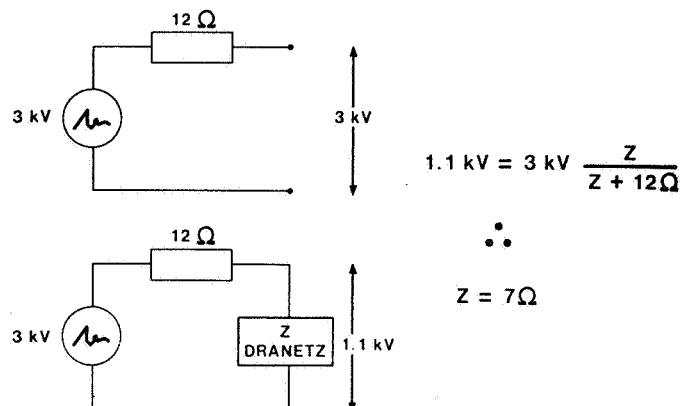 12 Ω
3 kV
3 kV
1.1 kV = 3 kV Z / Z + 12Ω
∴
Z = 7Ω
12 Ω
3 kV
Z
DRANETZ
1.1 kV